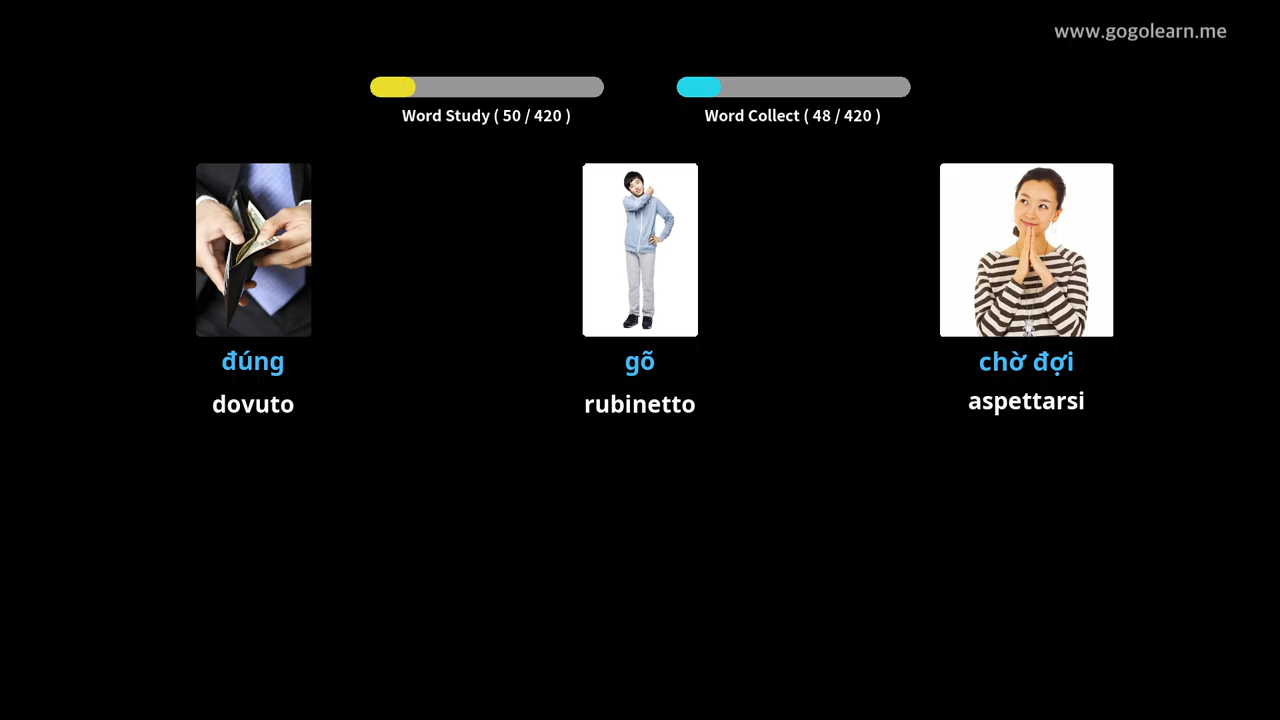 www.gogolearn.me
Word Study ( 50 / 420 )
Word Collect ( 48 / 420 )
đúng
gõ
chờ đợi
dovuto
rubinetto
aspettarsi